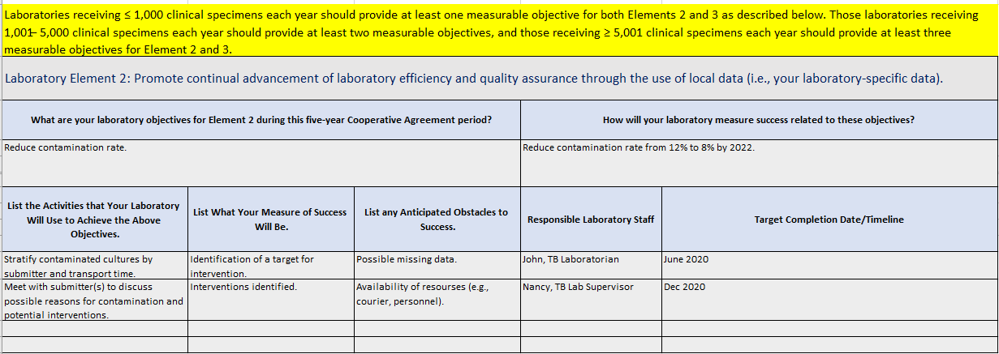 Laboratories receiving ≤ 1,000 clinical specimens each year should provide at least one measurable objective for both Elements 2 and 3 as described below. Those laboratories receiving
1,001- 5,000 clinical specimens each year should provide at least two measurable objectives, and those receiving ≥ 5,001 clinical specimens each year should provide at least three
measurable objectives for Element 2 and 3.
Laboratory Element 2: Promote continual advancement of laboratory efficiency and quality assurance through the use of local data (i.e., your laboratory-specific data).
What are your laboratory objectives for Element 2 during this five-year Cooperative Agreement period?
How will your laboratory measure success related to these objectives?
Reduce contamination rate.
Reduce contamination rate from 12% to 8% by 2022.
List the Activities that Your Laboratory
Will Use to Achieve the Above
Objectives.
List What Your Measure of Success
Will Be.
List any Anticipated Obstacles to
Success.
Responsible Laboratory Staff
Target Completion Date/Timeline
Stratify contaminated cultures by
submitter and transport time.
Identification of a target for
intervention.
Possible missing data.
John, TB Laboratorian
June 2020
Meet with submitter(s) to discuss
possible reasons for contamination and
potential interventions.
Interventions identified.
Availability of resourses (e.g.,
courier, personnel).
Nancy, TB Lab Supervisor
Dec 2020